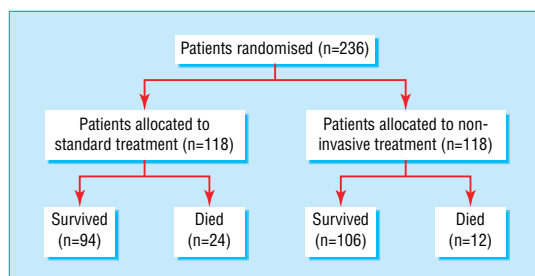 Patients randomised (n=236)
Patients allocated to
standard treatment (n=118)
Patients allocated to non-
invasive treatment (n=118)
Survived
(n=94)
Died
(n=24)
Survived
(n=106)
Died
(n=12)